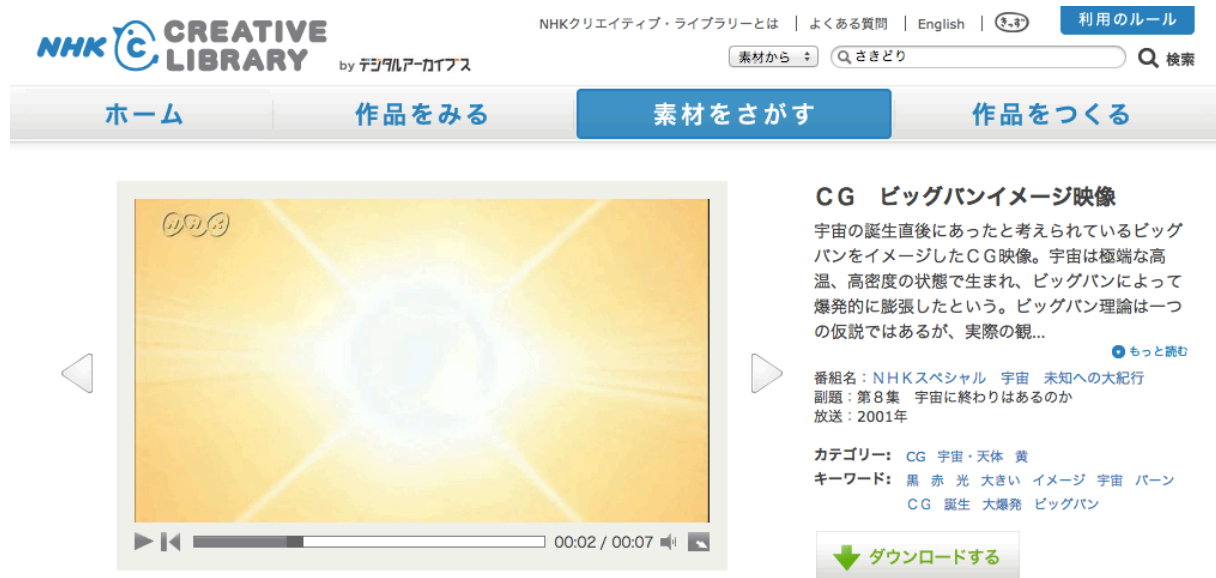 NHK CREATIVE LIBRARY by デジタルアーカイブス
NHKクリエイティブ・ライブラリーとは | よくある質問 | English | きっず 利用のルール
素材から さきどり 検索
ホーム 作品をみる 素材をさがす 作品をつくる
NHK
CG ビッグバンイメージ映像
宇宙の誕生直後にあったと考えられているビッグ
バンをイメージしたCG映像。宇宙は極端な高
温、高密度の状態で生まれ、ビッグバンによって
爆発的に膨張したという。ビッグバン理論は一つ
の仮説ではあるが、実際の観...
もっと読む
番組名：NHKスペシャル 宇宙 未知への大紀行
副題：第8集 宇宙に終わりはあるのか
放送：2001年
カテゴリー: CG 宇宙・天体 黄
キーワード: 黒 赤 光 大きい イメージ 宇宙 バーン
CG 誕生 大爆発 ビッグバン
00:02 / 00:07
ダウンロードする